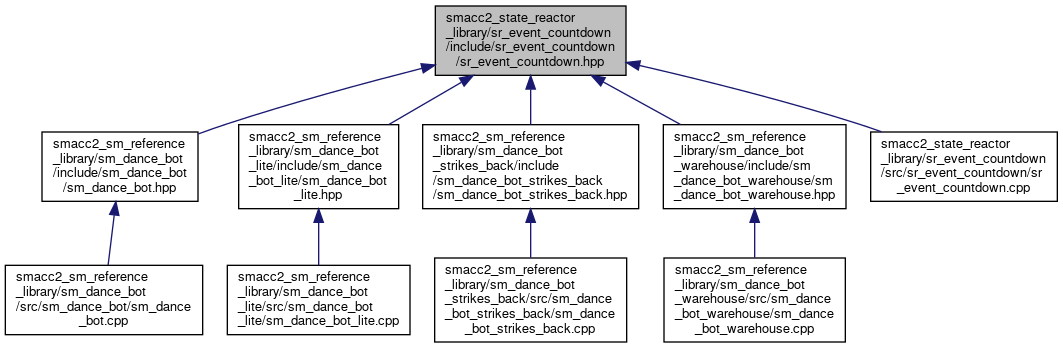 smacc2_state_reactor
_library/sr_event_countdown
/include/sr_event_countdown
/sr_event_countdown.hpp
smacc2_sm_reference
_library/sm_dance_bot
/include/sm_dance_bot
/sm_dance_bot.hpp
smacc2_sm_reference
_library/sm_dance_bot
_lite/include/sm_dance
_bot_lite/sm_dance_bot
_lite.hpp
smacc2_sm_reference
_library/sm_dance_bot
_strikes_back/include
/sm_dance_bot_strikes_back
/sm_dance_bot_strikes_back.hpp
smacc2_sm_reference
_library/sm_dance_bot
_warehouse/include/sm
_dance_bot_warehouse/sm
_dance_bot_warehouse.hpp
smacc2_state_reactor
_library/sr_event_countdown
/src/sr_event_countdown/sr
_event_countdown.cpp
smacc2_sm_reference
_library/sm_dance_bot
/src/sm_dance_bot/sm_dance
_bot.cpp
smacc2_sm_reference
_library/sm_dance_bot
_lite/src/sm_dance_bot
_lite/sm_dance_bot_lite.cpp
smacc2_sm_reference
_library/sm_dance_bot
_strikes_back/src/sm_dance
_bot_strikes_back/sm_dance
_bot_strikes_back.cpp
smacc2_sm_reference
_library/sm_dance_bot
_warehouse/src/sm_dance
_bot_warehouse/sm_dance
_bot_warehouse.cpp